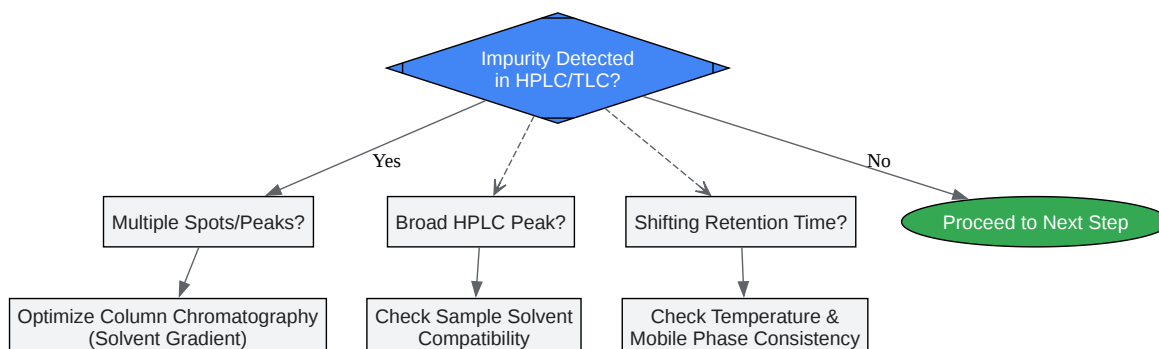 Impurity Detected
in HPLC/TLC?
Yes
No
Multiple Spots/Peaks?
Broad HPLC Peak?
Shifting Retention Time?
Proceed to Next Step
Optimize Column Chromatography
(Solvent Gradient)
Check Sample Solvent
Compatibility
Check Temperature &
Mobile Phase Consistency